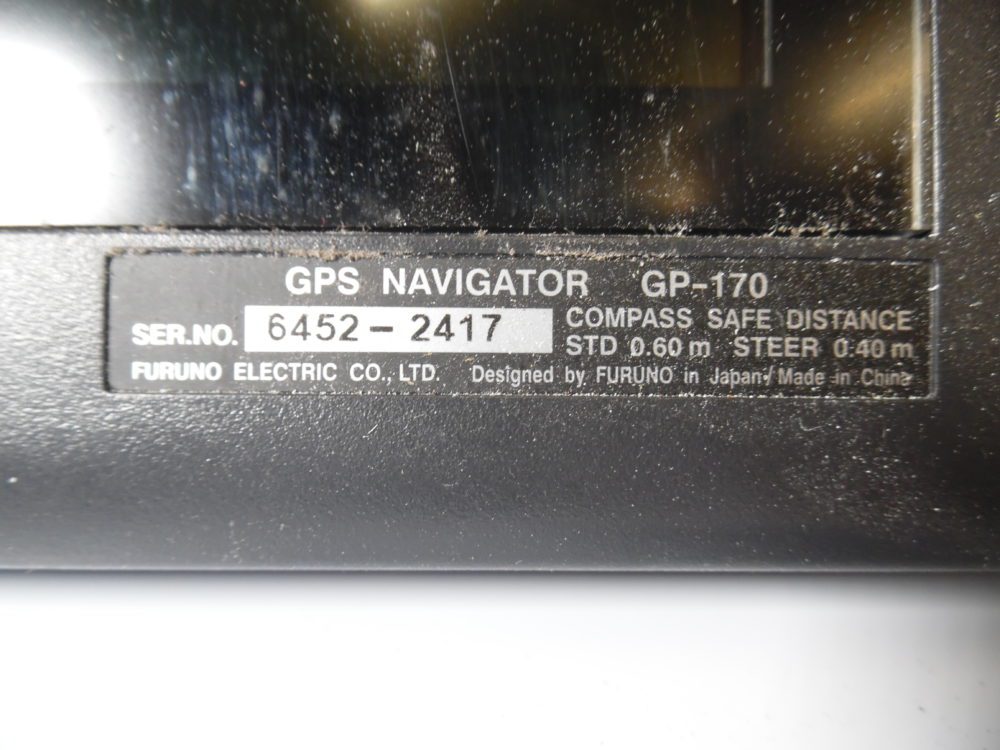 GPS NAVIGATOR GP-170
SER.NO. 6452-2417
COMPASS SAFE DISTANCE
STD 0.60 m STEER 0.40 m
FURUNO ELECTRIC CO., LTD. Designed by FURUNO in Japan/Made in China